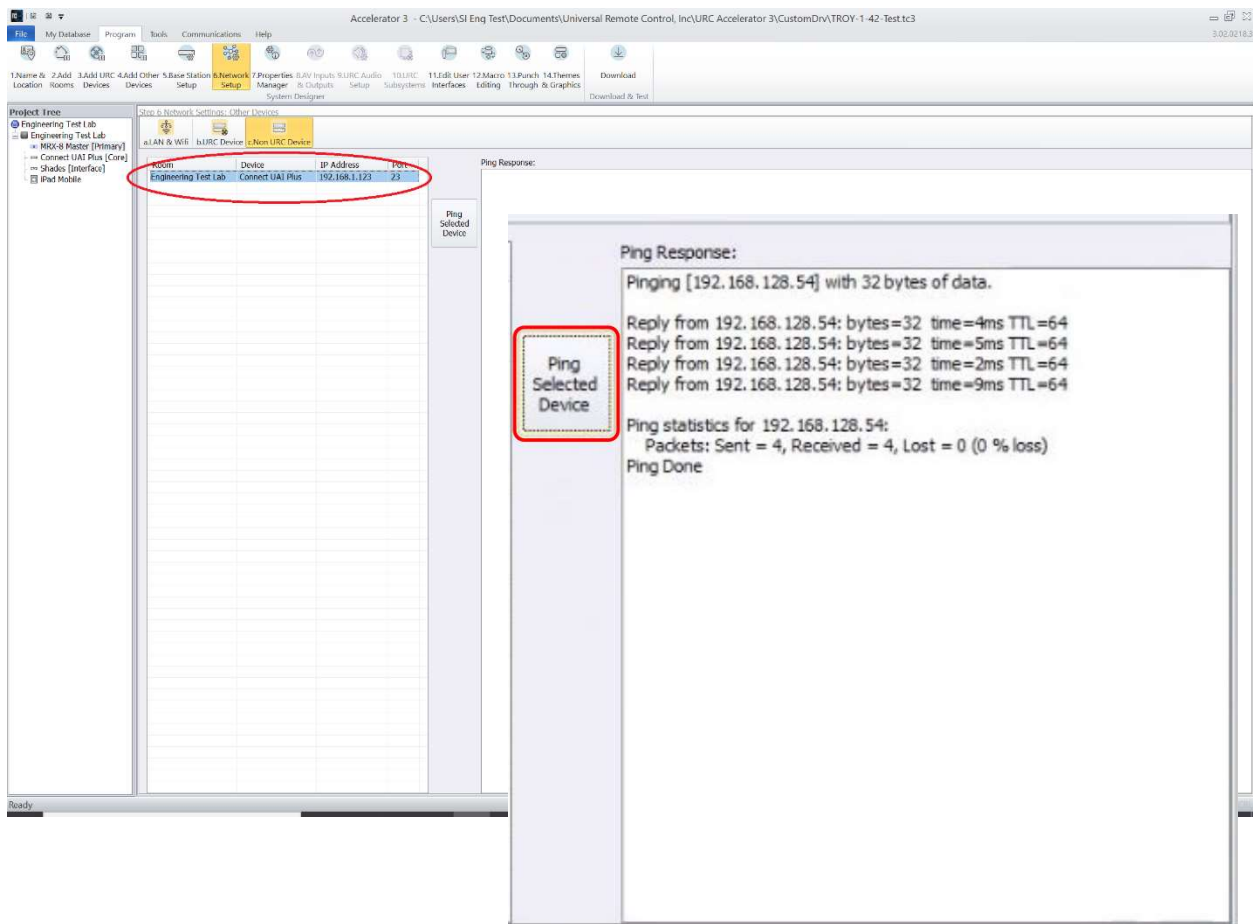 Accelerator 3 - C:\Users\SI Eng Test\Documents\Universal Remote Control, Inc\URC Accelerator 3\CustomDrv\TROY-1-42-Test.tc3
File My Database Program Tools Communications Help
3.02.0218.3
1.Name & Location
2.Add Rooms
3.Add URC Devices
4.Add Other Devices
5.Base Station Setup
6.Network Setup
7.Properties Manager
8.AV Inputs & Outputs
9.URC Audio Setup
10.URC Subsystems
11.Edit User Interfaces
12.Macro Editing
13.Punch Through
14.Themes & Graphics
Download
System Designer
Download & Test
Project Tree
Engineering Test Lab
Engineering Test Lab
MRX-8 Master [Primary]
Connect UAI Plus [Core]
Shades [Interface]
iPad Mobile
Step 6 Network Settings: Other Devices
a.LAN & Wifi b.URC Device c.Non URC Device
Room Device IP Address Port
Engineering Test Lab Connect UAI Plus 192.168.1.123 23
Ping
Selected
Device
Ping Response:
Ready
Ping Response:
Pinging [192.168.128.54] with 32 bytes of data.
Reply from 192.168.128.54: bytes=32 time=4ms TTL=64
Reply from 192.168.128.54: bytes=32 time=5ms TTL=64
Reply from 192.168.128.54: bytes=32 time=2ms TTL=64
Reply from 192.168.128.54: bytes=32 time=9ms TTL=64
Ping statistics for 192.168.128.54:
Packets: Sent = 4, Received = 4, Lost = 0 (0 % loss)
Ping Done
Ping
Selected
Device